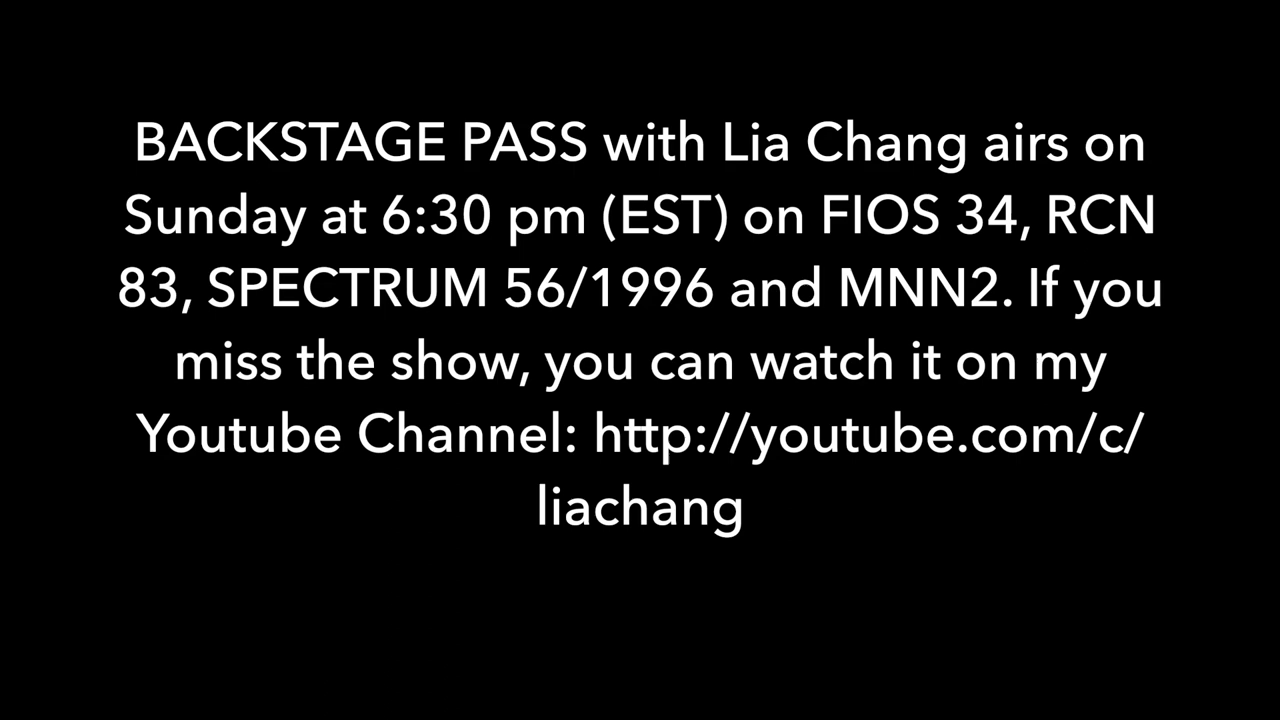 BACKSTAGE PASS with Lia Chang airs on
Sunday at 6:30 pm (EST) on FIOS 34, RCN
83, SPECTRUM 56/1996 and MNN2. If you
miss the show, you can watch it on my
Youtube Channel: http://youtube.com/c/
liachang